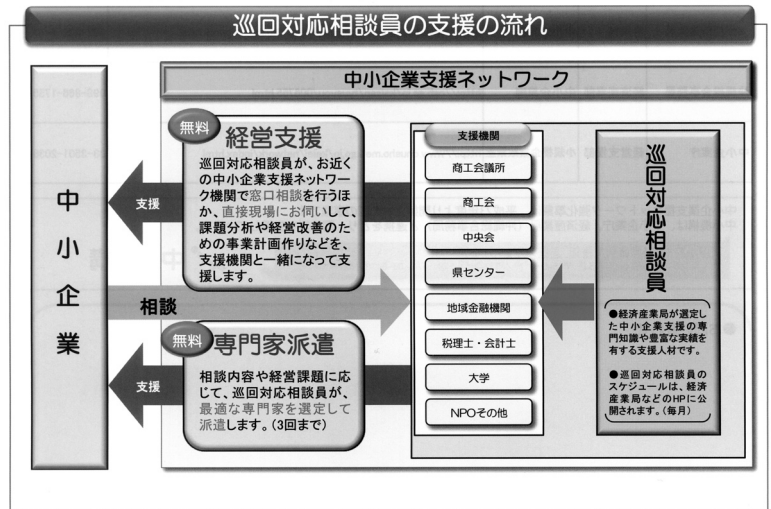 巡回対応相談員の支援の流れ
中小企業支援ネットワーク
中小企業
無料
経営支援
巡回対応相談員が、お近く
の中小企業支援ネットワー
ク機関で窓口相談を行うほ
か、直接現場にお伺いして、
課題分析や経営改善のた
めの事業計画作りなどを、
支援機関と一緒になって支
援します。
支援
相談
無料
専門家派遣
相談内容や経営課題に応
じて、巡回対応相談員が、
最適な専門家を選定して
派遣します。(3回まで)
支援
支援機関
商工会議所
商工会
中央会
県センター
地域金融機関
税理士・会計士
大学
NPOその他
巡回対応相談員
●経済産業局が選定し
た中小企業支援の専
門知識や豊富な実績を
有する支援人材です。
●巡回対応相談員の
スケジュールは、経済
産業局などのHPに公
開されます。(毎月)